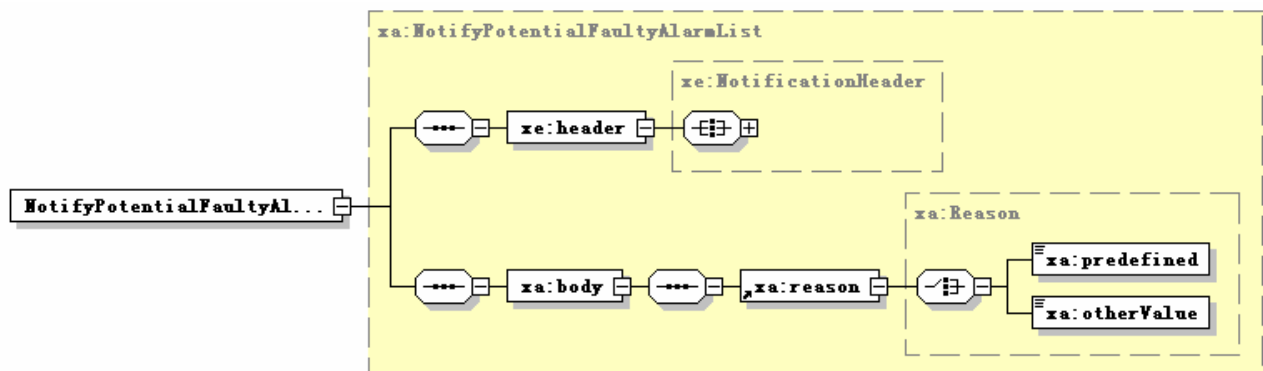 xa:NotifyPotentialFaultyAlarmList
xe:NotificationHeader
xe:header
NotifyPotentialFaultyAl...
xa:Reason
xa:predefined
xa:body
xa:reason
xa:otherValue